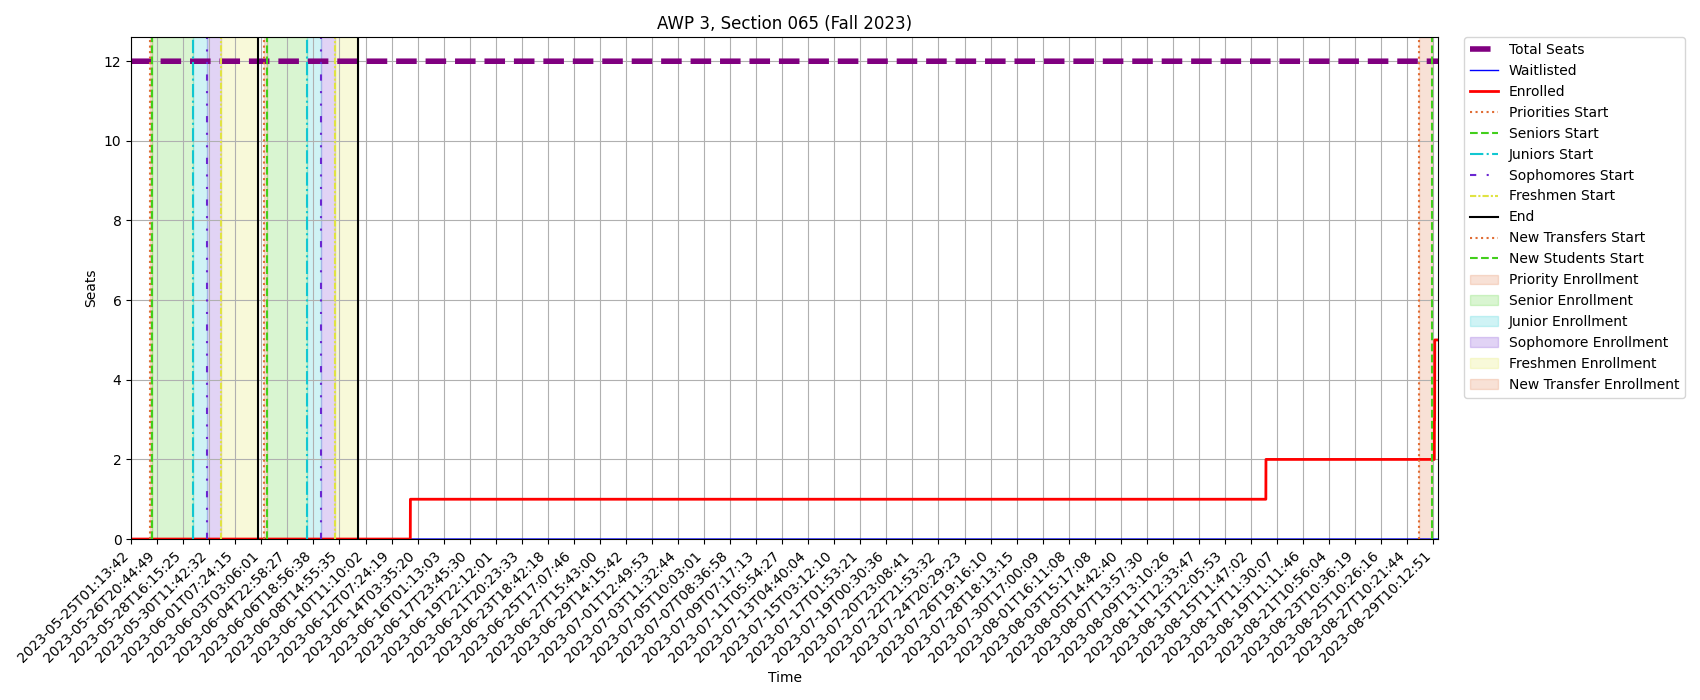 AWP 3, Section 065 (Fall 2023)
Seats
12
10
8
6
4
2
0
2023-05-25T01:13:42
2023-05-26T20:44:49
2023-05-28T16:15:25
2023-05-30T11:42:32
2023-06-01T07:24:15
2023-06-03T03:06:01
2023-06-04T22:58:27
2023-06-06T18:56:38
2023-06-08T14:55:35
2023-06-10T11:10:02
2023-06-12T07:24:19
2023-06-14T03:35:20
2023-06-16T01:13:03
2023-06-17T23:45:30
2023-06-19T22:12:01
2023-06-21T20:23:33
2023-06-23T18:42:18
2023-06-25T17:07:46
2023-06-27T15:43:00
2023-06-29T14:15:42
2023-07-01T12:49:53
2023-07-03T11:32:44
2023-07-05T10:03:01
2023-07-07T08:36:58
2023-07-09T07:17:13
2023-07-11T05:54:27
2023-07-13T04:40:04
2023-07-15T03:12:10
2023-07-17T01:53:21
2023-07-19T00:30:36
2023-07-20T23:08:41
2023-07-22T21:53:32
2023-07-24T20:29:23
2023-07-26T19:16:10
2023-07-28T18:13:15
2023-07-30T17:00:09
2023-08-01T16:11:08
2023-08-03T15:17:08
2023-08-05T14:42:40
2023-08-07T13:57:30
2023-08-09T13:10:26
2023-08-11T12:33:47
2023-08-13T12:05:53
2023-08-15T11:47:02
2023-08-17T11:30:07
2023-08-19T11:11:46
2023-08-21T10:56:04
2023-08-23T10:36:19
2023-08-25T10:26:16
2023-08-27T10:21:44
2023-08-29T10:12:51
Time
Total Seats
Waitlisted
Enrolled
Priorities Start
Seniors Start
Juniors Start
Sophomores Start
Freshmen Start
End
New Transfers Start
New Students Start
Priority Enrollment
Senior Enrollment
Junior Enrollment
Sophomore Enrollment
Freshmen Enrollment
New Transfer Enrollment